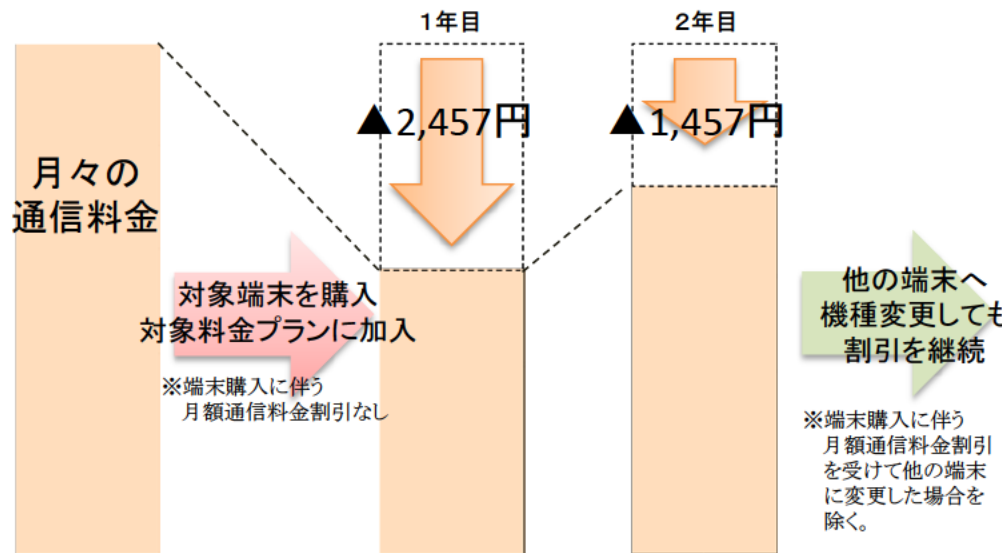 1年目
2年目
▲2,457円
▲1,457円
月々の
通信料金
対象端末を購入
対象料金プランに加入
※端末購入に伴う
月額通信料金割引なし
他の端末へ
機種変更しても
割引を継続
※端末購入に伴う
月額通信料金割引
を受けて他の端末
に変更した場合を
除く。